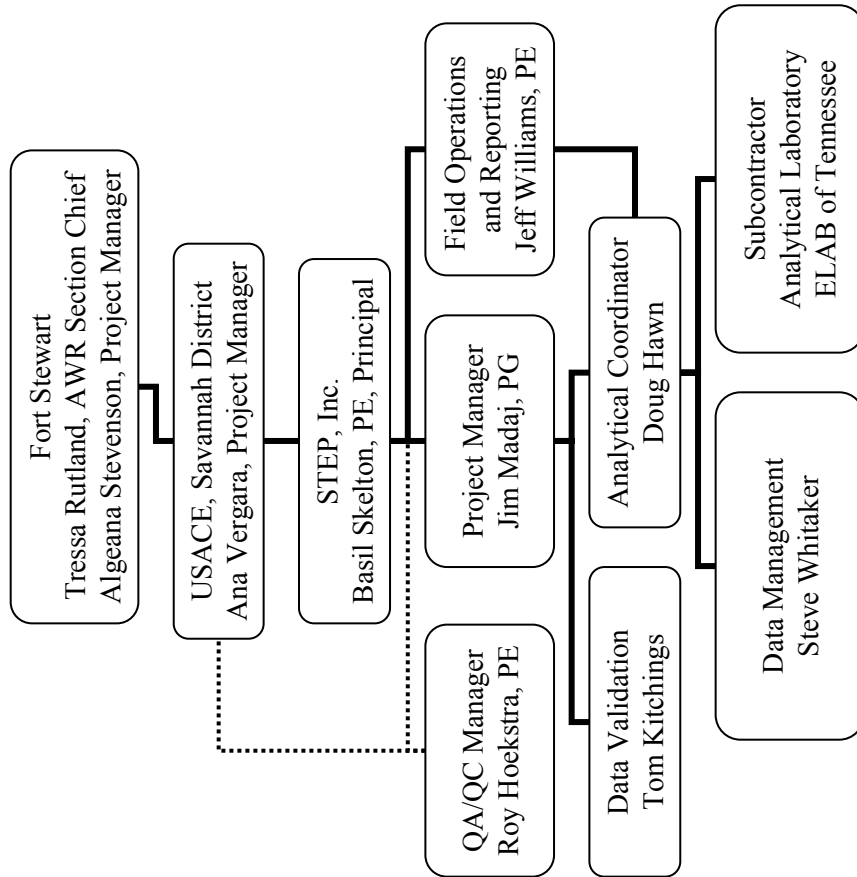 Fort Stewart
Tressa Rutland, AWR Section Chief
Algeana Stevenson, Project Manager
USACE, Savannah District
Ana Vergara, Project Manager
STEP, Inc.
Basil Skelton, PE, Principal
QA/QC Manager
Roy Hoekstra, PE
Project Manager
Jim Madaj, PG
Field Operations
and Reporting
Jeff Williams, PE
Data Validation
Tom Kitchings
Analytical Coordinator
Doug Hawn
Data Management
Steve Whitaker
Subcontractor
Analytical Laboratory
ELAB of Tennessee